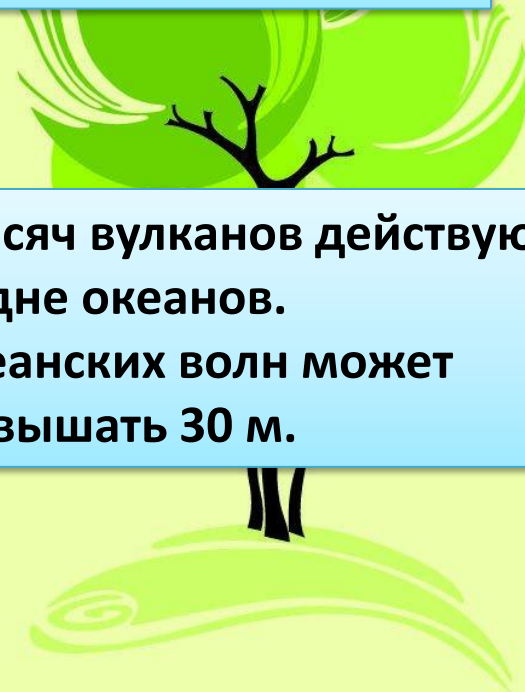 сяч вулканов действую
дне океанов.
еанских волн может
вышать 30 м.